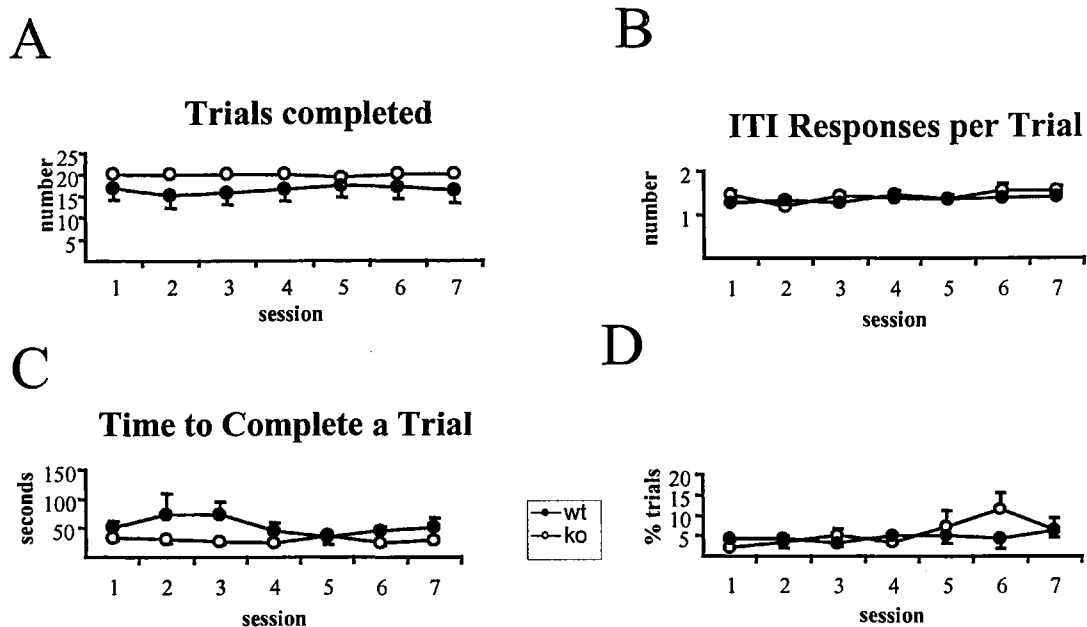 A
Trials completed
number
25
20
15
10
5
1 2 3 4 5 6 7
session
B
ITI Responses per Trial
number
2
1
1 2 3 4 5 6 7
session
C
Time to Complete a Trial
seconds
150
100
50
1 2 3 4 5 6 7
session
wt
ko
D
% trials
20
15
10
5
1 2 3 4 5 6 7
session